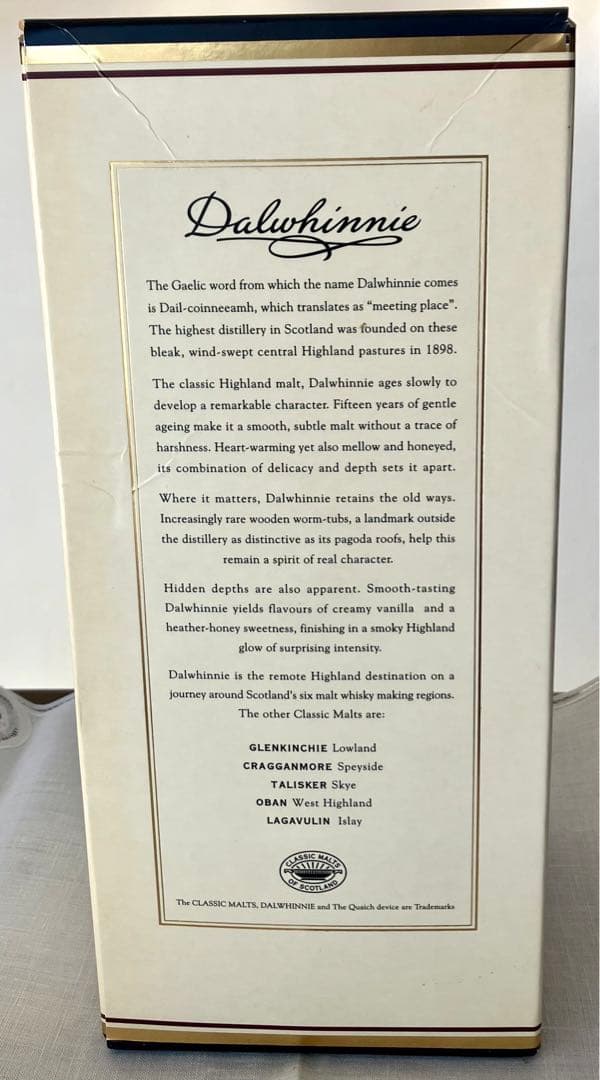 Dalwhinnie
The Gaelic word from which the name Dalwhinnie comes
is Dail-coinneeamh, which translates as “meeting place”.
The highest distillery in Scotland was founded on these
bleak, wind-swept central Highland pastures in 1898.
The classic Highland malt, Dalwhinnie ages slowly to
develop a remarkable character. Fifteen years of gentle
ageing make it a smooth, subtle malt without a trace of
harshness. Heart-warming yet also mellow and honeyed,
its combination of delicacy and depth sets it apart.
Where it matters, Dalwhinnie retains the old ways.
Increasingly rare wooden worm-tubs, a landmark outside
the distillery as distinctive as its pagoda roofs, help this
remain a spirit of real character.
Hidden depths are also apparent. Smooth-tasting
Dalwhinnie yields flavours of creamy vanilla and a
heather-honey sweetness, finishing in a smoky Highland
glow of surprising intensity.
Dalwhinnie is the remote Highland destination on a
journey around Scotland's six malt whisky making regions.
The other Classic Malts are:
GLENKINCHIE Lowland
CRAGGANMORE Speyside
TALISKER Skye
OBAN West Highland
LAGAVULIN Islay
CLASSIC MALTS
OF SCOTLAND
The CLASSIC MALTS, DALWHINNIE and The Quaich device are Trademarks